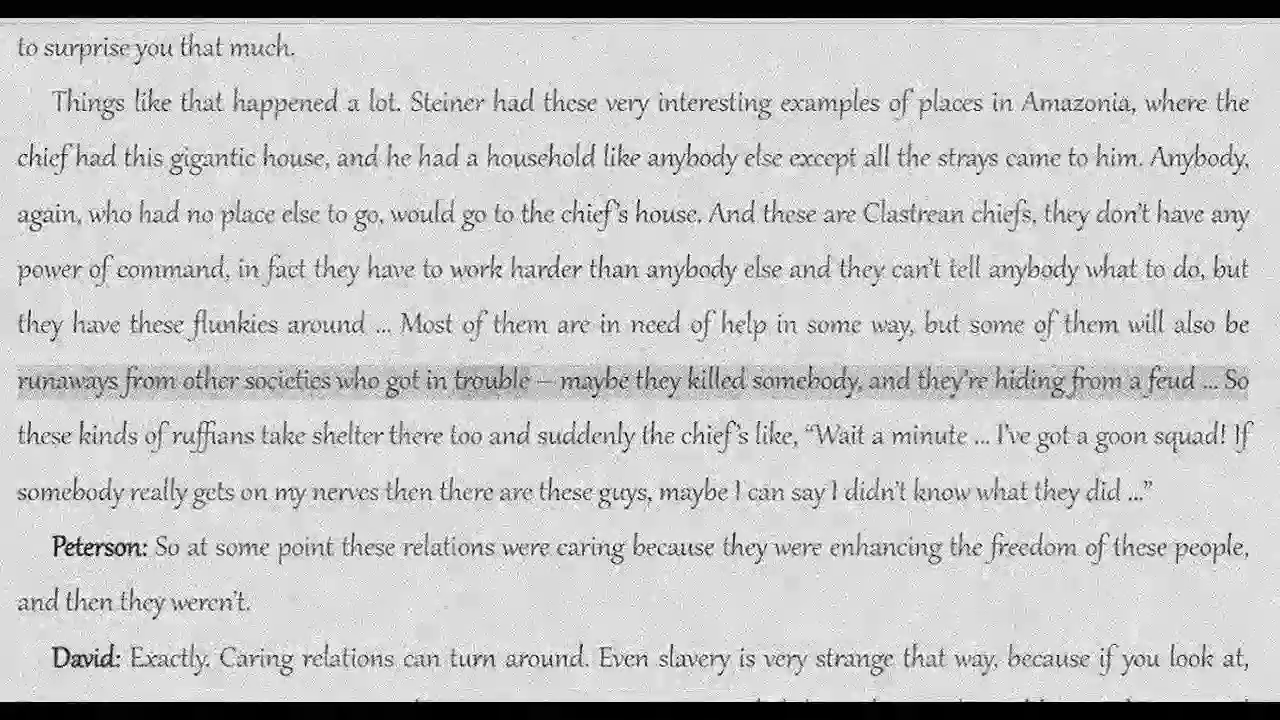 to surprise you that much.
Things like that happened a lot. Steiner had these very interesting examples of places in Amazonia, where the
chief had this gigantic house, and he had a household like anybody else except all the strays came to him. Anybody,
again, who had no place else to go, would go to the chief's house. And these are Clastrean chiefs, they don't have any
power of command, in fact they have to work harder than anybody else and they can't tell anybody what to do, but
they have these flunkies around ... Most of them are in need of help in some way, but some of them will also be
runaways from other societies who got in trouble – maybe they killed somebody, and they're hiding from a feud ... So
these kinds of ruffians take shelter there too and suddenly the chief's like, “Wait a minute ... I've got a goon squad! If
somebody really gets on my nerves then there are these guys, maybe I can say I didn't know what they did ...”
Peterson: So at some point these relations were caring because they were enhancing the freedom of these people,
and then they weren't.
David: Exactly. Caring relations can turn around. Even slavery is very strange that way, because if you look at,